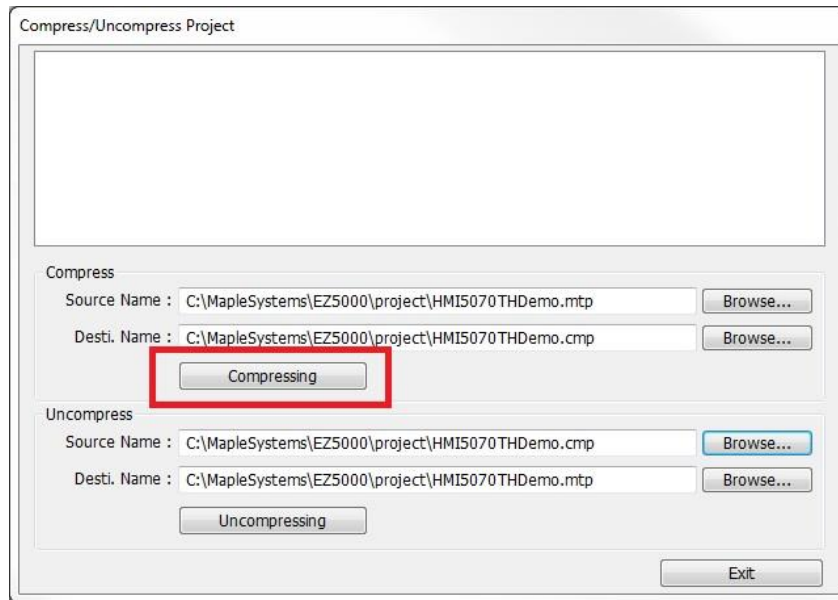 Compress/Uncompress Project
Compress
Source Name : C:\MapleSystems\EZ5000\project\HMI5070THDemo.mtp Browse...
Desti. Name : C:\MapleSystems\EZ5000\project\HMI5070THDemo.cmp Browse...
Compressing
Uncompress
Source Name : C:\MapleSystems\EZ5000\project\HMI5070THDemo.cmp Browse...
Desti. Name : C:\MapleSystems\EZ5000\project\HMI5070THDemo.mtp Browse...
Uncompressing
Exit